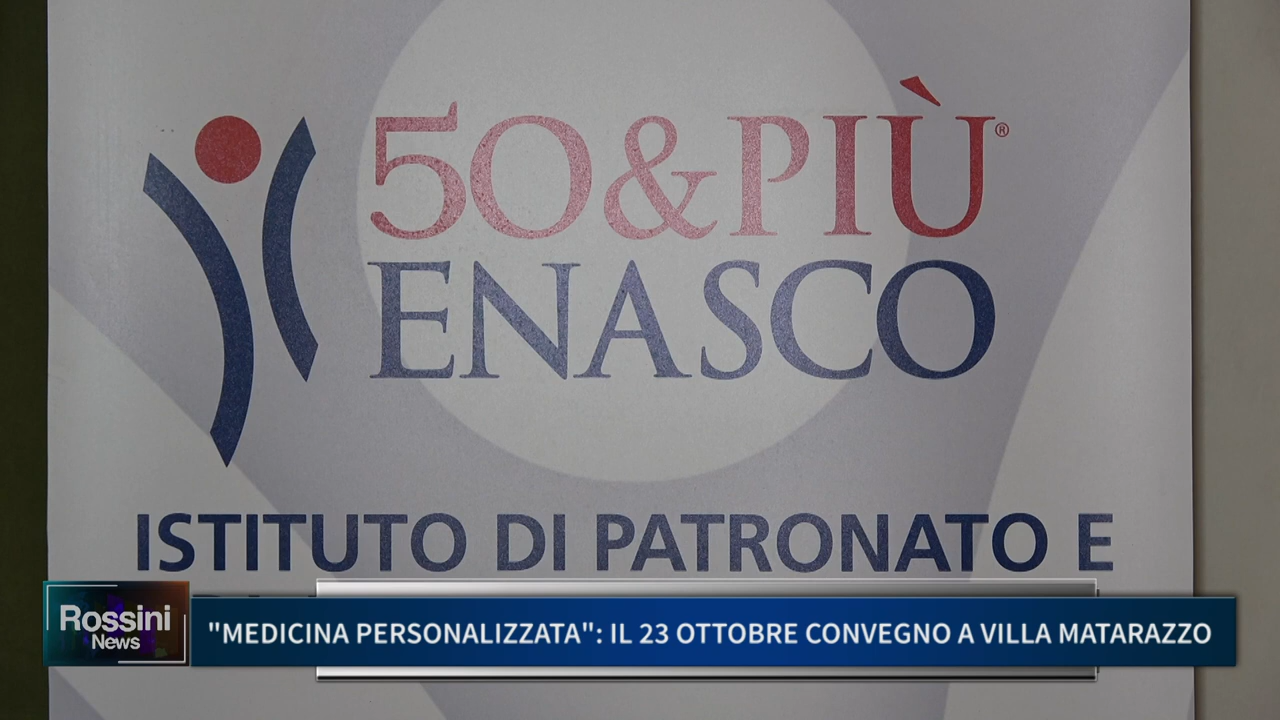 50&PIÙ®
ENASCO
ISTITUTO DI PATRONATO E
Rossini
News
"MEDICINA PERSONALIZZATA": IL 23 OTTOBRE CONVEGNO A VILLA MATARAZZO